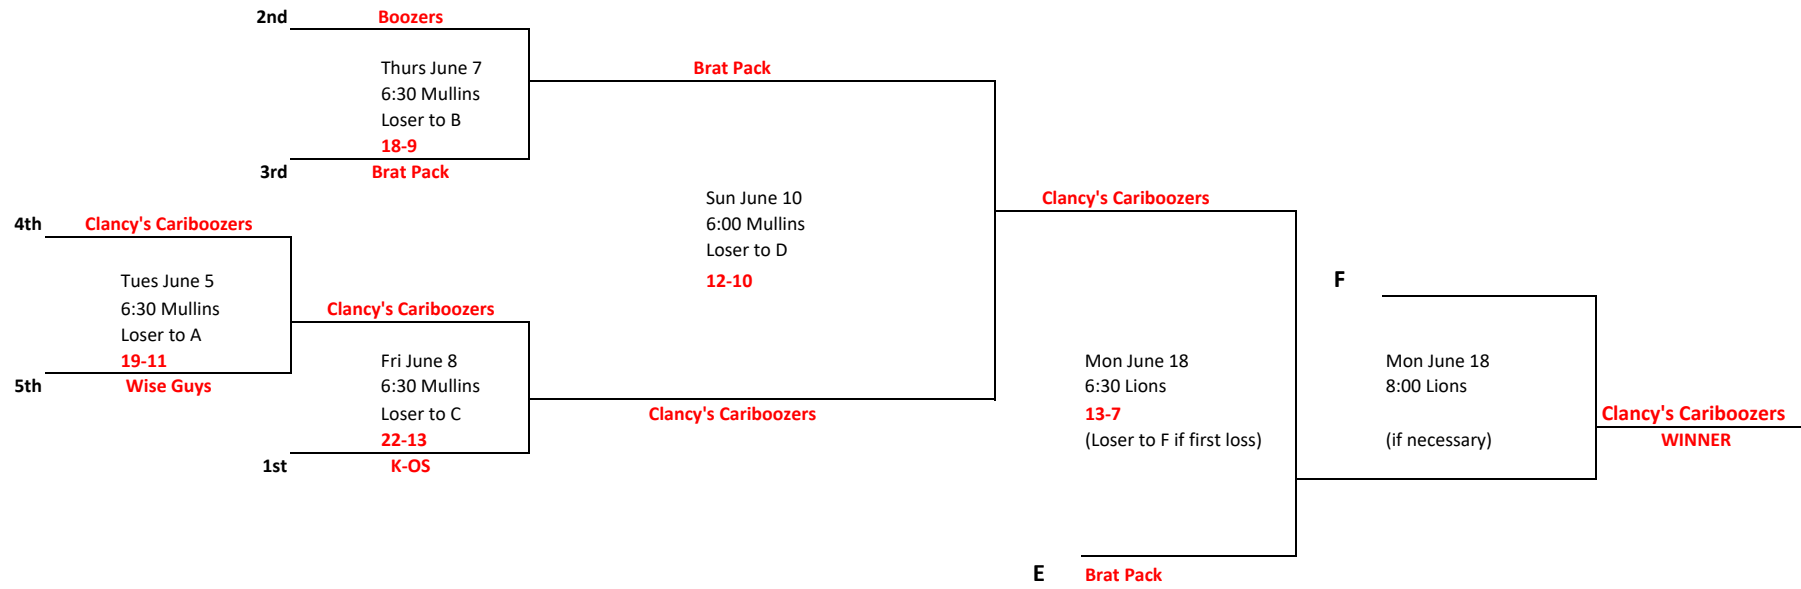 2nd
Boozers
Thurs June 7
6:30 Mullins
Loser to B
18-9
3rd
Brat Pack
Brat Pack
4th
Clancy's Cariboozers
Tues June 5
6:30 Mullins
Loser to A
19-11
5th
Wise Guys
Clancy's Cariboozers
Fri June 8
6:30 Mullins
Loser to C
22-13
1st
K-OS
Clancy's Cariboozers
Sun June 10
6:00 Mullins
Loser to D
12-10
Clancy's Cariboozers
Mon June 18
6:30 Lions
13-7
(Loser to F if first loss)
E
Brat Pack
F
Mon June 18
8:00 Lions
(if necessary)
Clancy's Cariboozers
WINNER